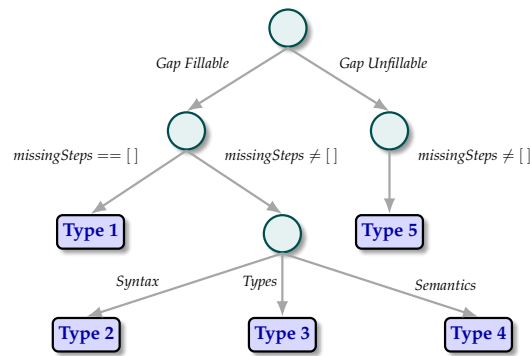 Gap Fillable
Gap Unfillable
missingSteps == [ ]
missingSteps ≠ [ ]
missingSteps ≠ [ ]
Type 1
Type 5
Syntax
Types
Semantics
Type 2
Type 3
Type 4